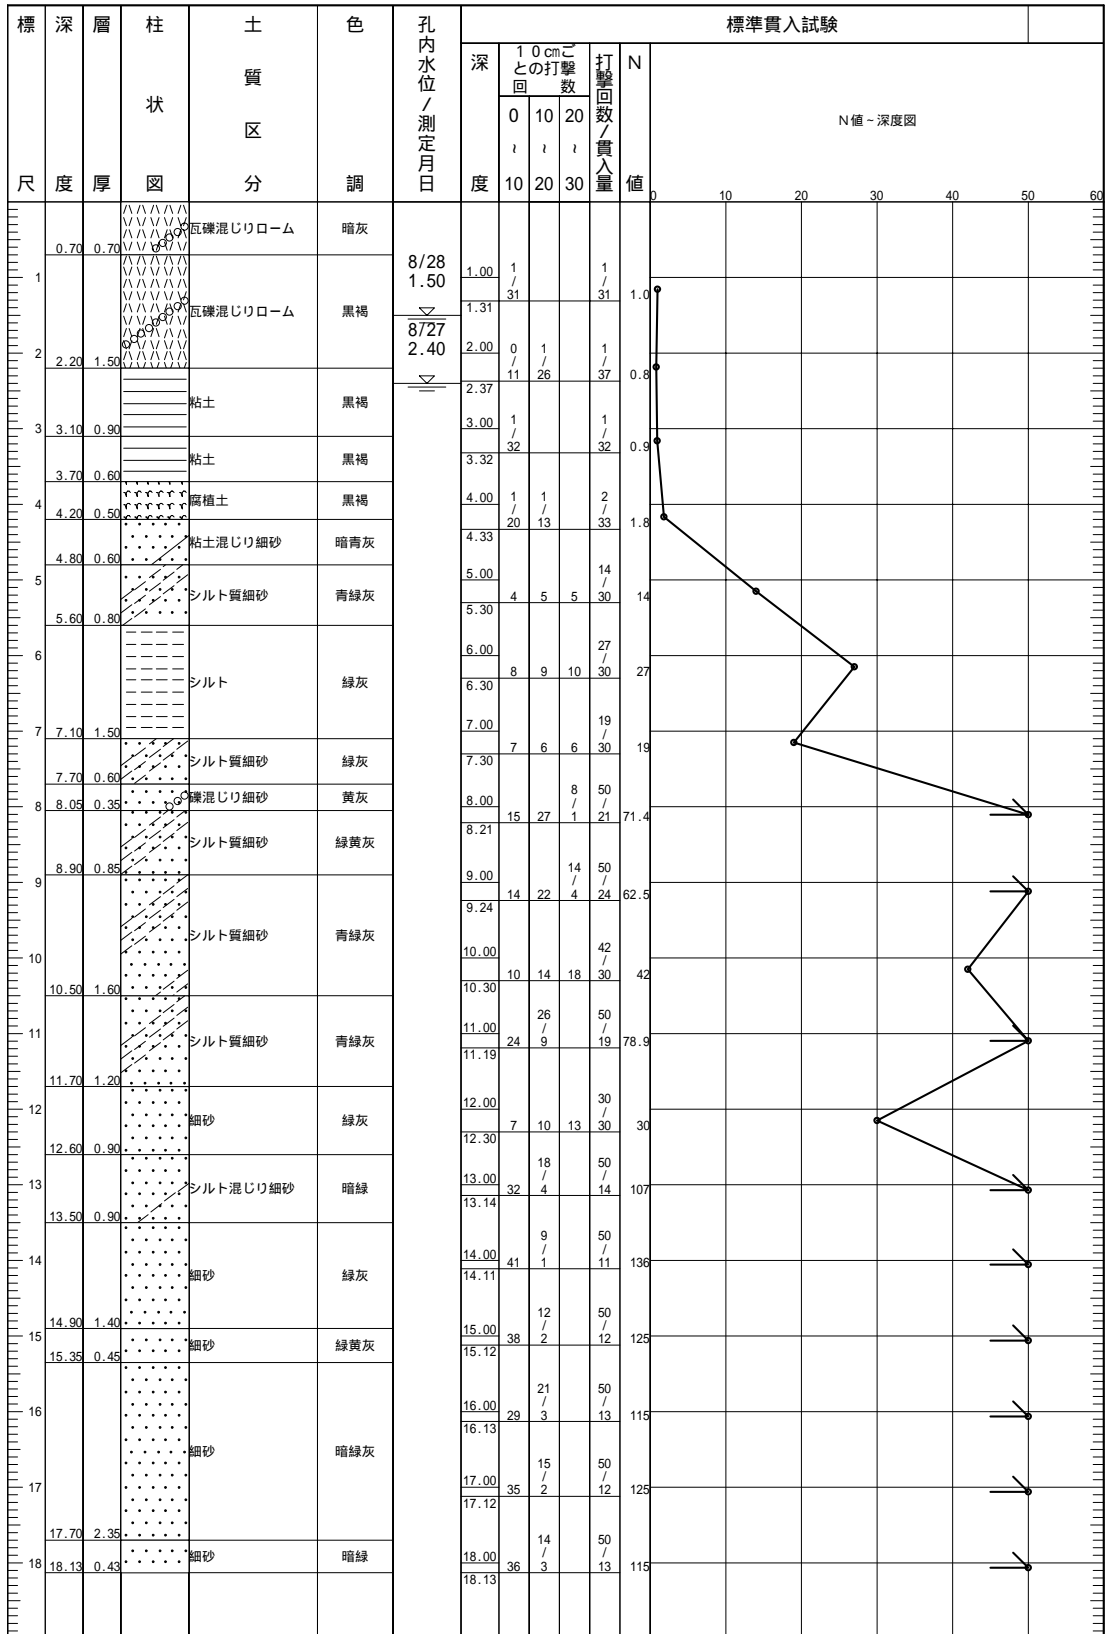 標尺
深度
層厚
柱状図
土質区分
色調
孔内水位/測定月日
標準貫入試験
深度
10cmごとの打撃回数
0~10
10~20
20~30
打撃回数/貫入量
N値
N値~深度図
0 10 20 30 40 50 60
0.70 0.70 瓦礫混じりローム 暗灰
2.20 1.50 瓦礫混じりローム 黒褐
3.10 0.90 粘土 黒褐
3.70 0.60 粘土 黒褐
4.20 0.50 腐植土 黒褐
4.80 0.60 粘土混じり細砂 暗青灰
5.60 0.80 シルト質細砂 青緑灰
7.10 1.50 シルト 緑灰
7.70 0.60 シルト質細砂 緑灰
8.05 0.35 礫混じり細砂 黄灰
8.90 0.85 シルト質細砂 緑黄灰
10.50 1.60 シルト質細砂 青緑灰
11.70 1.20 シルト質細砂 青緑灰
12.60 0.90 細砂 緑灰
13.50 0.90 シルト混じり細砂 暗緑
14.90 1.40 細砂 緑灰
15.35 0.45 細砂 緑黄灰
17.70 2.35 細砂 暗緑灰
18.13 0.43 細砂 暗緑
1
2
3
4
5
6
7
8
9
10
11
12
13
14
15
16
17
18
8/28
1.50
8/27
2.40
1.00 1/31 1/31 1.0
1.31
2.00 0/11 1/26 1/37 0.8
2.37
3.00 1/32 1/32 0.9
3.32
4.00 1/20 1/13 2/33 1.8
4.33
5.00 4 5 5 14/30 14
5.30
6.00 8 9 10 27/30 27
6.30
7.00 7 6 6 19/30 19
7.30
8.00 15 27 8/1 50/21 71.4
8.21
9.00 14 22 14/4 50/24 62.5
9.24
10.00 10 14 18 42/30 42
10.30
11.00 24 26/9 50/19 78.9
11.19
12.00 7 10 13 30/30 30
12.30
13.00 32 18/4 50/14 107
13.14
14.00 41 9/1 50/11 136
14.11
15.00 38 12/2 50/12 125
15.12
16.00 29 21/3 50/13 115
16.13
17.00 35 15/2 50/12 125
17.12
18.00 36 14/3 50/13 115
18.13